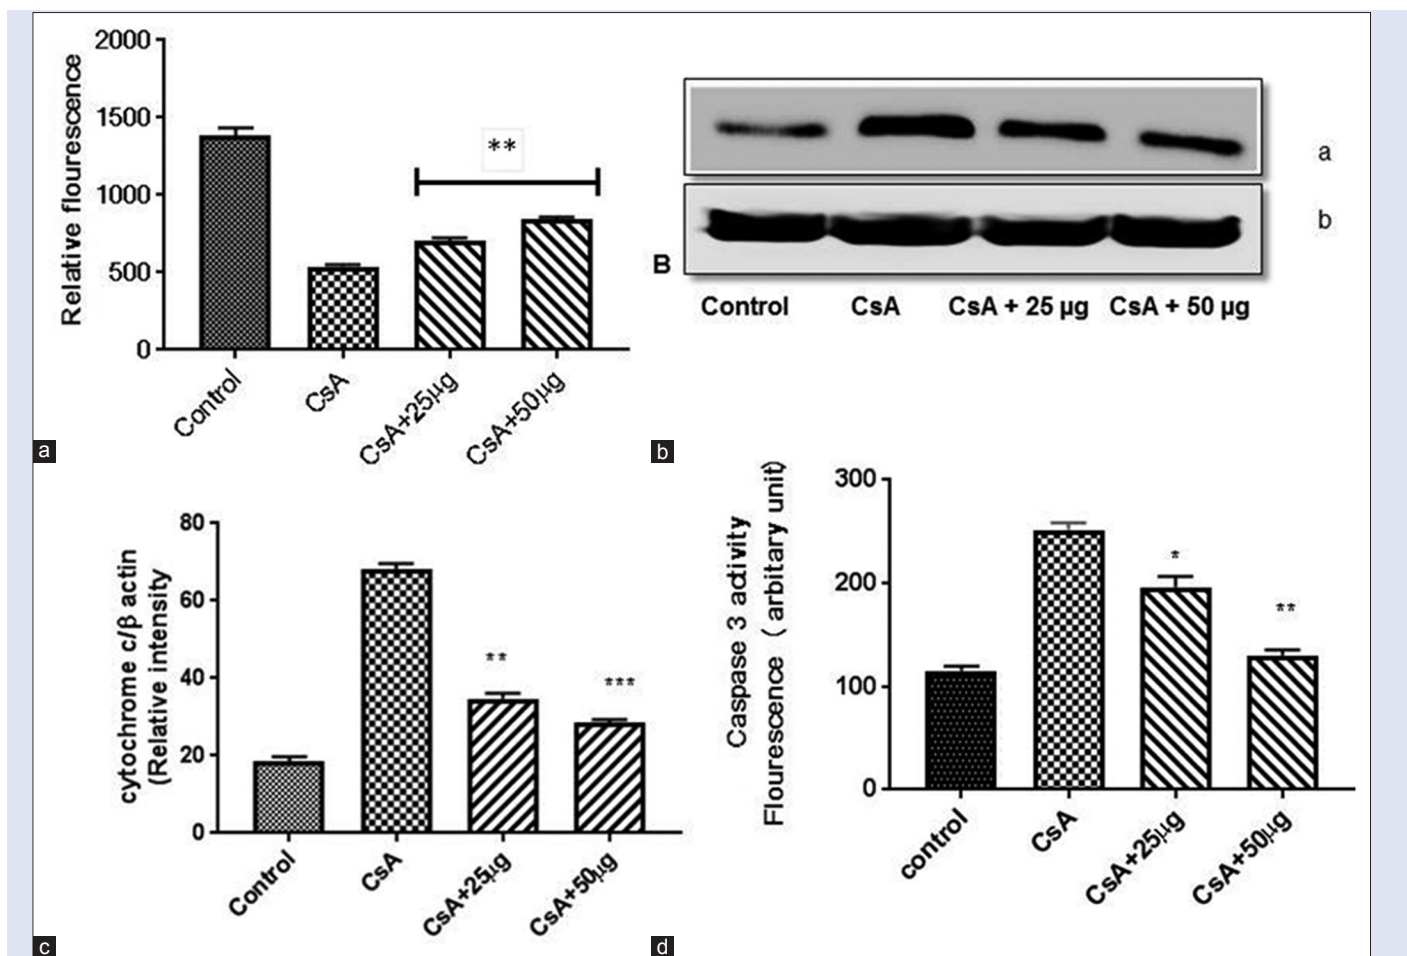 2000
1500
1000
500
0
Relative flourescence
**
Control
CsA
CsA+25µg
CsA+50µg
a
a
b
B
Control CsA CsA + 25 µg CsA + 50 µg
b
80
60
40
20
0
cytochrome c/β actin
(Relative intensity
**
***
Control
CsA
CsA+25µg
CsA+50µg
c
300
200
100
0
Caspase 3 activity
Flourescence (arbitary unit)
*
**
control
CsA
CsA+25µg
CsA+50µg
d